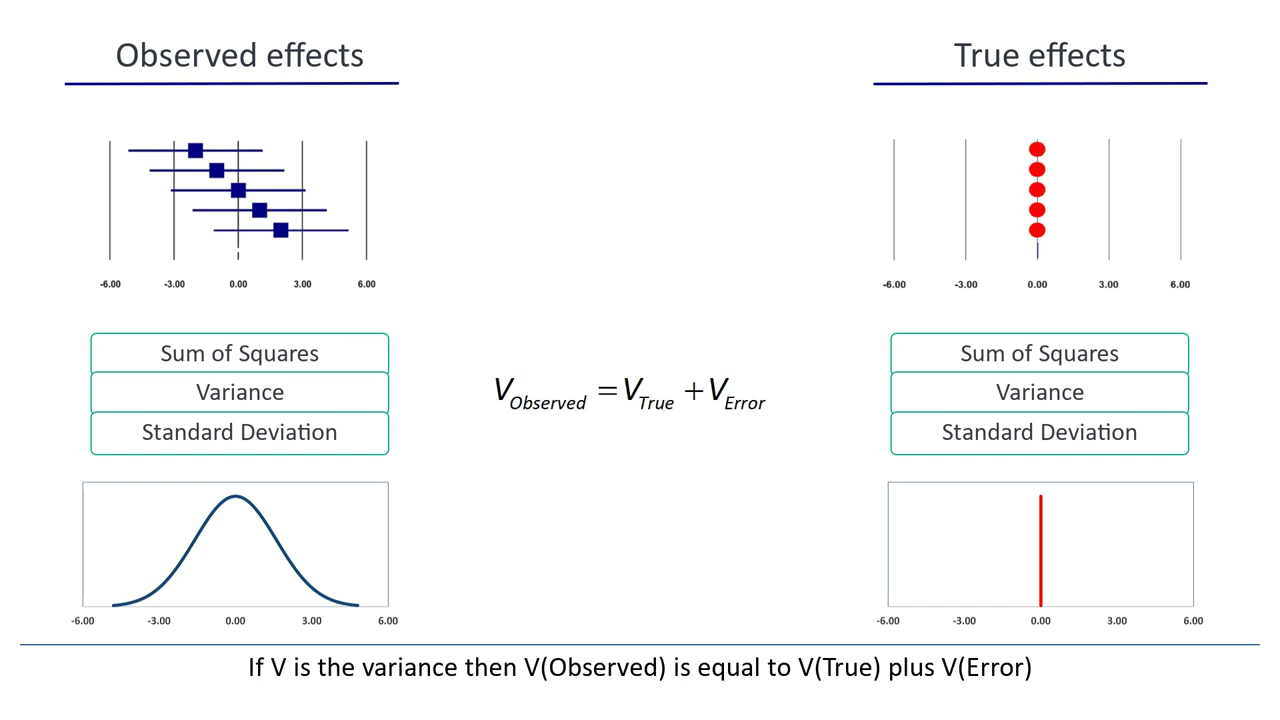 Observed effects
True effects
-6.00 -3.00 0.00 3.00 6.00
-6.00 -3.00 0.00 3.00 6.00
Sum of Squares
Variance
Standard Deviation
V Observed = V True + V Error
Sum of Squares
Variance
Standard Deviation
-6.00 -3.00 0.00 3.00 6.00
-6.00 -3.00 0.00 3.00 6.00
If V is the variance then V(Observed) is equal to V(True) plus V(Error)